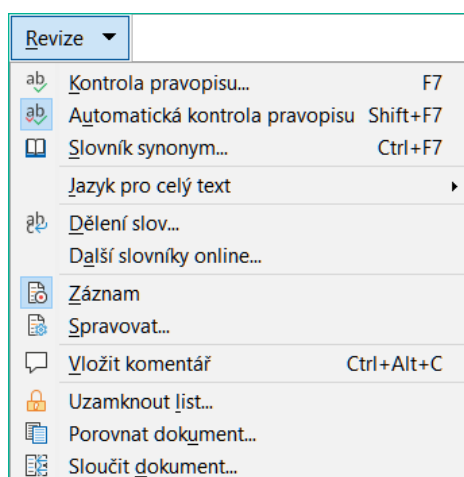 Revize
Kontrola pravopisu... F7
Automatická kontrola pravopisu Shift+F7
Slovník synonym... Ctrl+F7
Jazyk pro celý text
Dělení slov...
Další slovníky online...
Záznam
Spravovat...
Vložit komentář Ctrl+Alt+C
Uzamknout list...
Porovnat dokument...
Sloučit dokument...